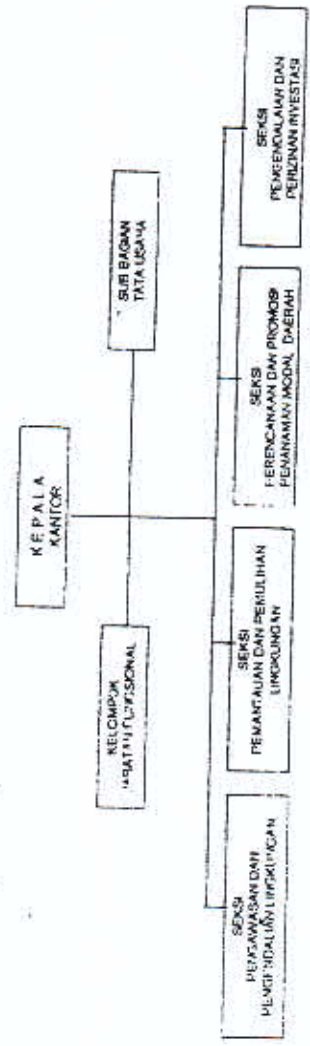 KEPALA
KANTOR
KELOMPOK
JABATAN FUNGSIONAL
SUB BAGIAN
TATA USAHA
SEKSI
PENGAWASAN DAN
PENGENDALIAN LINGKUNGAN
SEKSI
PEMANTAUAN DAN PEMULIHAN
LINGKUNGAN
SEKSI
PERENCANAAN DAN PROMOSI
PENANAMAN MODAL DAERAH
SEKSI
PENGENDALAIAN DAN
PERIZINAN INVESTASI